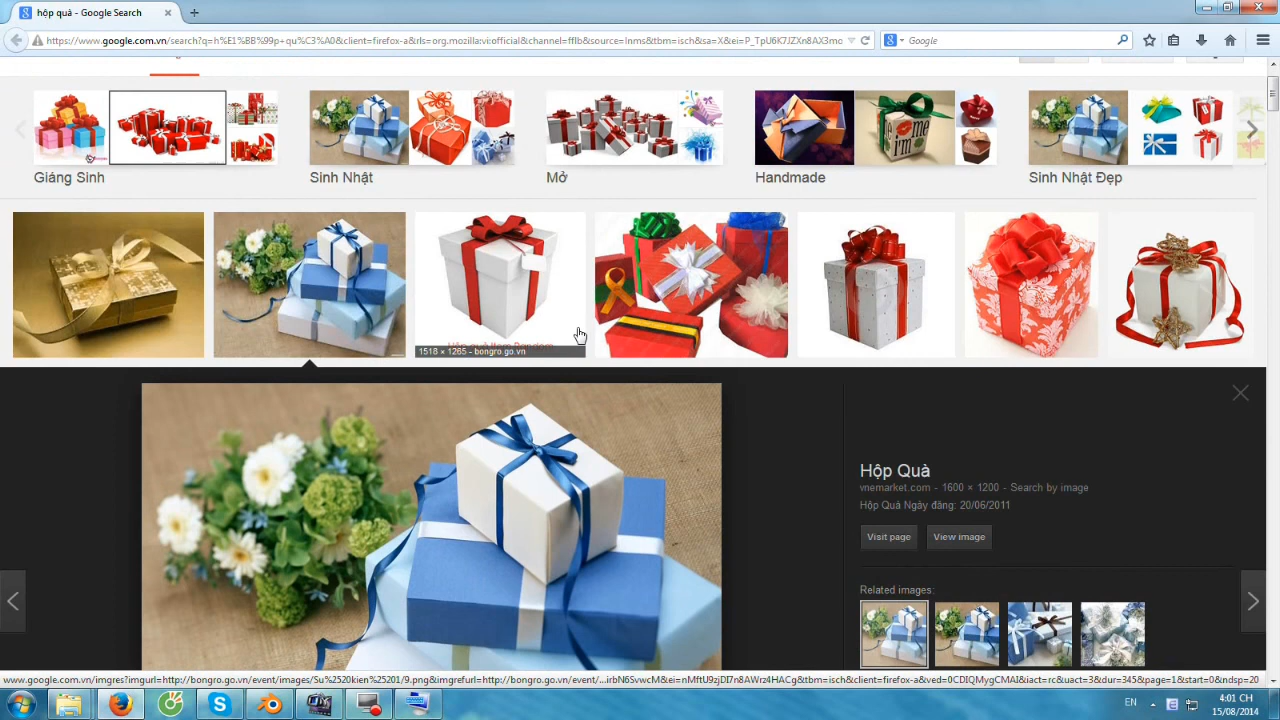 hộp quà - Google Search
https://www.google.com.vn/search?q=h%E1%BB%99p+qu%C3%A0&client=firefox-a&rls=org.mozilla:vi:official&channel=fflb&source=lnms&tbm=isch&sa=X&ei=P_TpU6K7JZXn8AX3mo
Google
Giáng Sinh
Sinh Nhật
Mở
Handmade
Sinh Nhật Đẹp
1518 × 1265 - bongro.go.vn
Hộp Quà
vnemarket.com - 1600 × 1200 - Search by image
Hộp Quà Ngày đăng: 20/06/2011
Visit page
View image
Related images:
www.google.com.vn/imgres?imgurl=http://bongro.go.vn/event/images/Su%2520kien%25201/9.png&imgrefurl=http://bongro.go.vn/event/...irbN6SvwcM&ei=nMftU9zjDI7n8AWrz4HACg&tbm=isch&client=firefox-a&ved=0CDIQMygCMAI&iact=rc&uact=3&dur=345&page=1&start=0&ndsp=20
EN
4:01 CH
15/08/2014